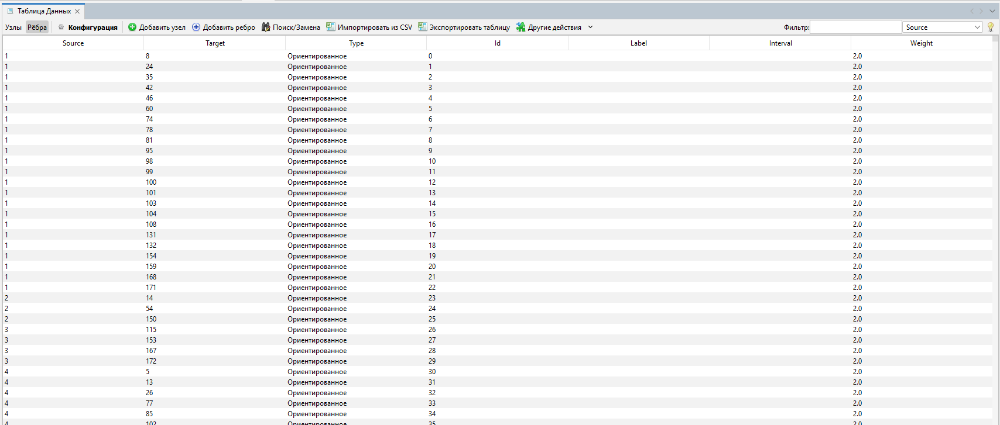 Таблица Данных
Узлы Рёбра Конфигурация Добавить узел Добавить ребро Поиск/Замена Импортировать из CSV Экспортировать таблицу Другие действия Фильтр: Source
Source Target Type Id Label Interval Weight
1 8 Ориентированное 0 2.0
1 24 Ориентированное 1 2.0
1 35 Ориентированное 2 2.0
1 42 Ориентированное 3 2.0
1 46 Ориентированное 4 2.0
1 60 Ориентированное 5 2.0
1 74 Ориентированное 6 2.0
1 78 Ориентированное 7 2.0
1 81 Ориентированное 8 2.0
1 95 Ориентированное 9 2.0
1 98 Ориентированное 10 2.0
1 99 Ориентированное 11 2.0
1 100 Ориентированное 12 2.0
1 101 Ориентированное 13 2.0
1 103 Ориентированное 14 2.0
1 104 Ориентированное 15 2.0
1 108 Ориентированное 16 2.0
1 131 Ориентированное 17 2.0
1 132 Ориентированное 18 2.0
1 154 Ориентированное 19 2.0
1 159 Ориентированное 20 2.0
1 168 Ориентированное 21 2.0
1 171 Ориентированное 22 2.0
2 14 Ориентированное 23 2.0
2 54 Ориентированное 24 2.0
2 150 Ориентированное 25 2.0
3 115 Ориентированное 26 2.0
3 153 Ориентированное 27 2.0
3 167 Ориентированное 28 2.0
3 172 Ориентированное 29 2.0
4 5 Ориентированное 30 2.0
4 13 Ориентированное 31 2.0
4 26 Ориентированное 32 2.0
4 77 Ориентированное 33 2.0
4 85 Ориентированное 34 2.0
4 102 Ориентированное 35 2.0